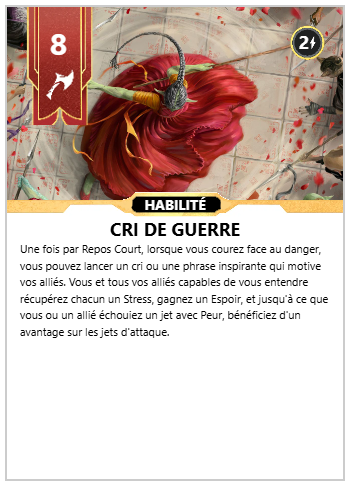 8
2
HABILITÉ
CRI DE GUERRE
Une fois par Repos Court, lorsque vous courez face au danger,
vous pouvez lancer un cri ou une phrase inspirante qui motive
vos alliés. Vous et tous vos alliés capables de vous entendre
récupérez chacun un Stress, gagnez un Espoir, et jusqu'à ce que
vous ou un allié échouiez un jet avec Peur, bénéficiez d'un
avantage sur les jets d'attaque.